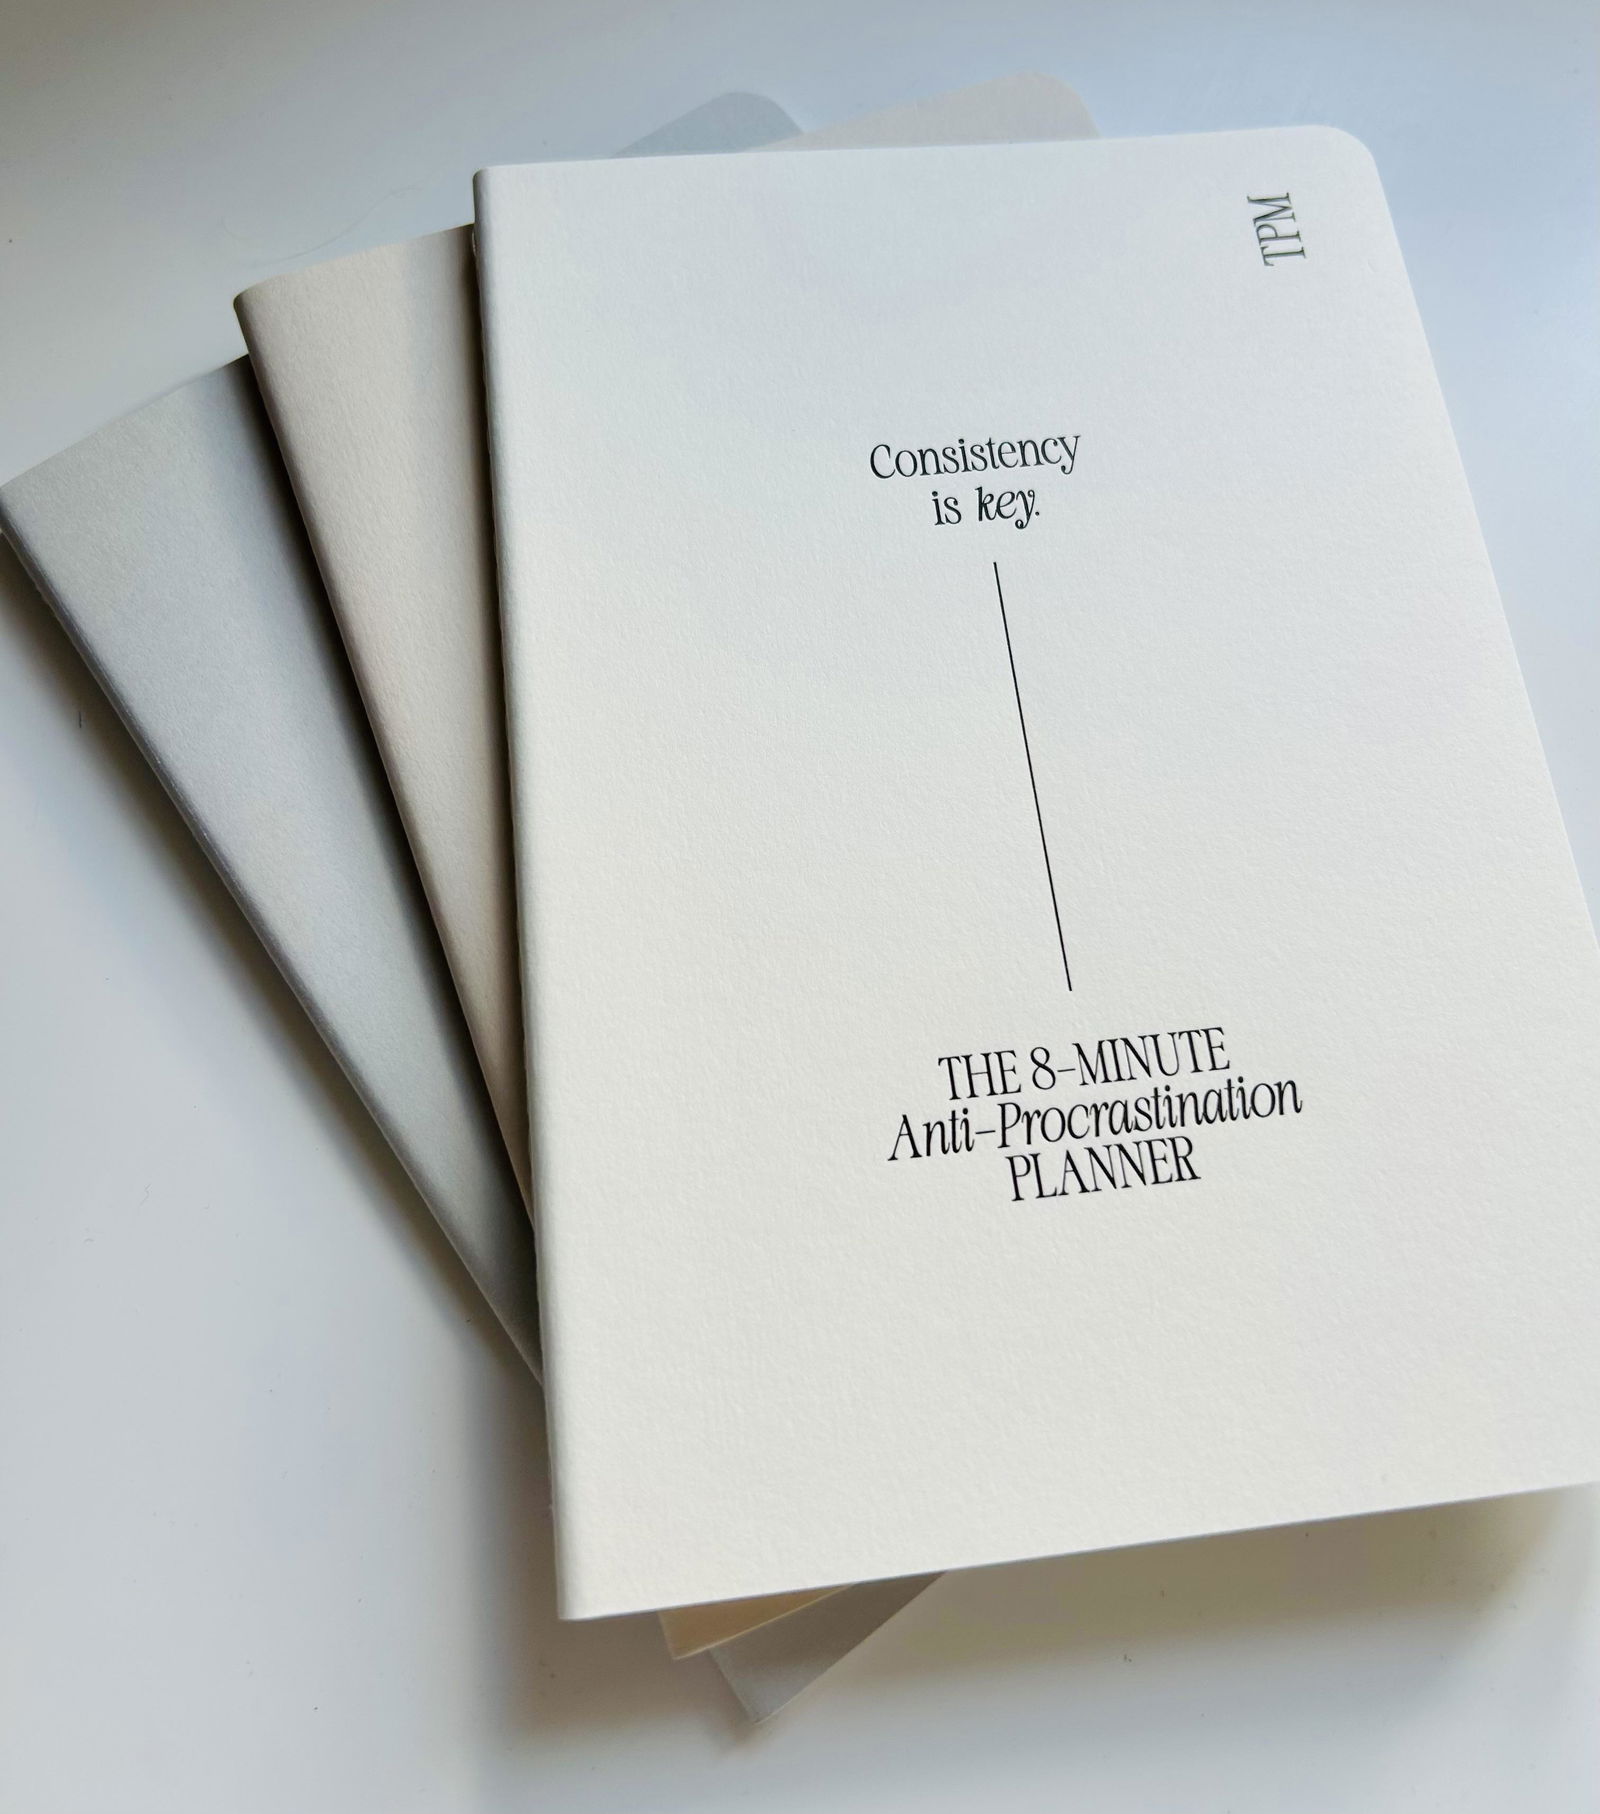 TPM
Consistency
is key.
THE 8-MINUTE
Anti-Procrastination
PLANNER